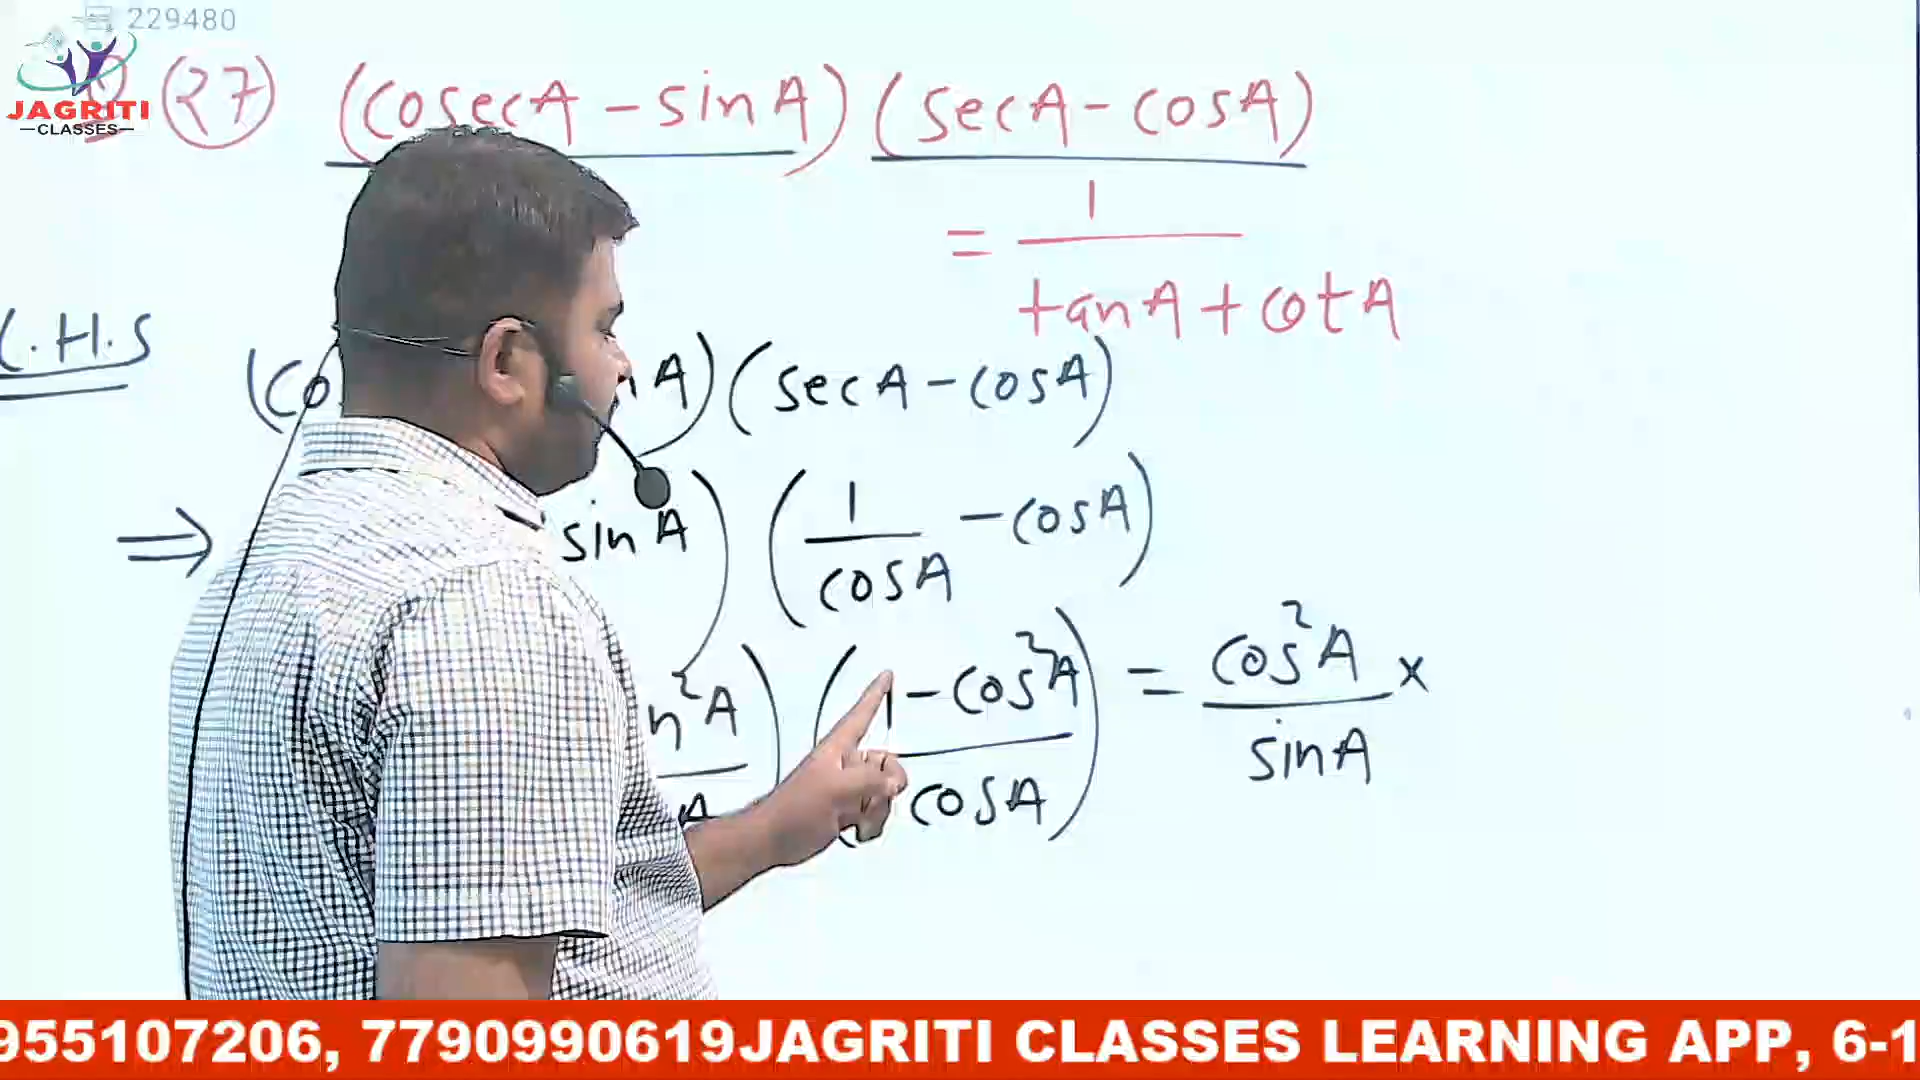 229480
JAGRITI
CLASSES
(27) (cosecA - sinA) (secA - cosA)
= 1
tanA + cotA
L.H.S
(co A) (secA - cosA)
⇒ sinA) (1/cosA - cosA)
n²A) (1 - cos²A/cosA) = cos²A/sinA ×
A
955107206, 7790990619JAGRITI CLASSES LEARNING APP, 6-1